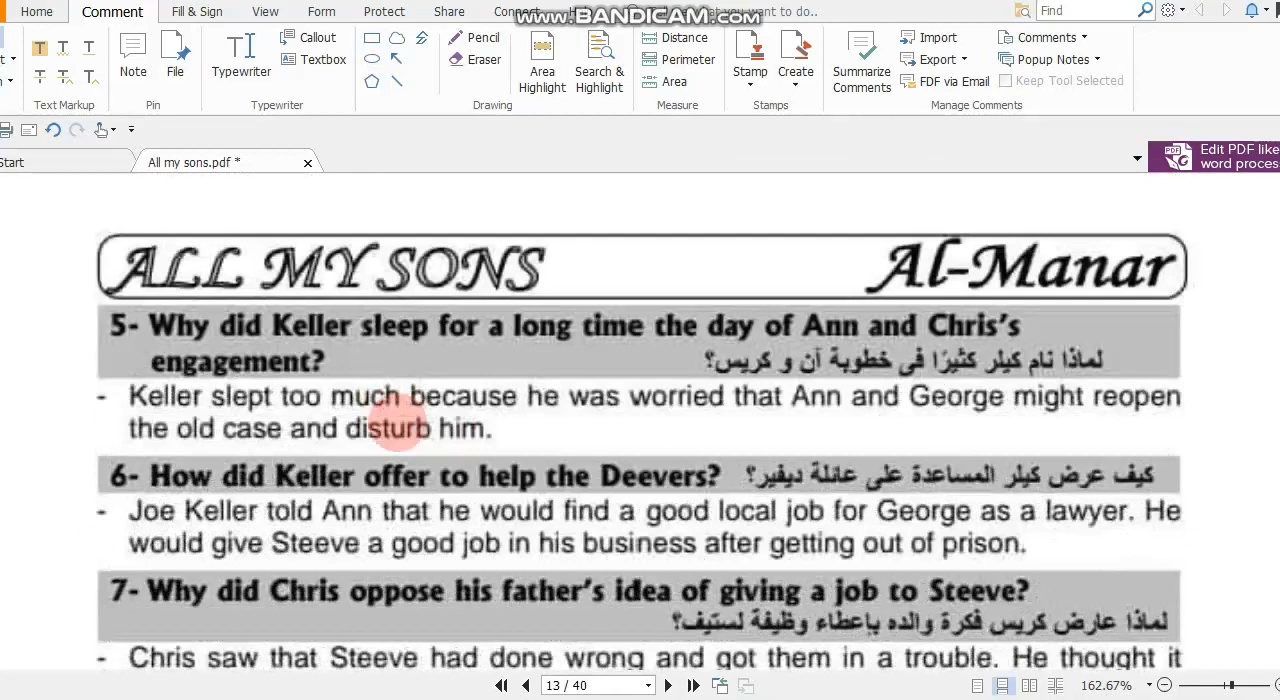 Home Comment Fill & Sign View Form Protect Share Connect
www.BANDICAM.com
you want to do.. Find
T T T
T T T
Text Markup
Note File
Pin
Typewriter Callout Textbox
Typewriter
Pencil
Eraser
Drawing
Area Highlight
Search & Highlight
Distance
Perimeter
Area
Measure
Stamp Create
Stamps
Summarize Comments
Import
Export
FDF via Email
Comments
Popup Notes
Keep Tool Selected
Manage Comments
Start All my sons.pdf *
Edit PDF like
word proces
ALL MY SONS Al-Manar
5- Why did Keller sleep for a long time the day of Ann and Chris's
engagement? لماذا نام كيلر كثيرًا فى خطوبة آن و كريس؟
- Keller slept too much because he was worried that Ann and George might reopen
the old case and disturb him.
6- How did Keller offer to help the Deevers? كيف عرض كيلر المساعدة على عائلة ديفير؟
- Joe Keller told Ann that he would find a good local job for George as a lawyer. He
would give Steeve a good job in his business after getting out of prison.
7- Why did Chris oppose his father's idea of giving a job to Steeve?
لماذا عارض كريس فكرة والده بإعطاء وظيفة لستيف؟
- Chris saw that Steeve had done wrong and got them in a trouble. He thought it
13 / 40 162.67%